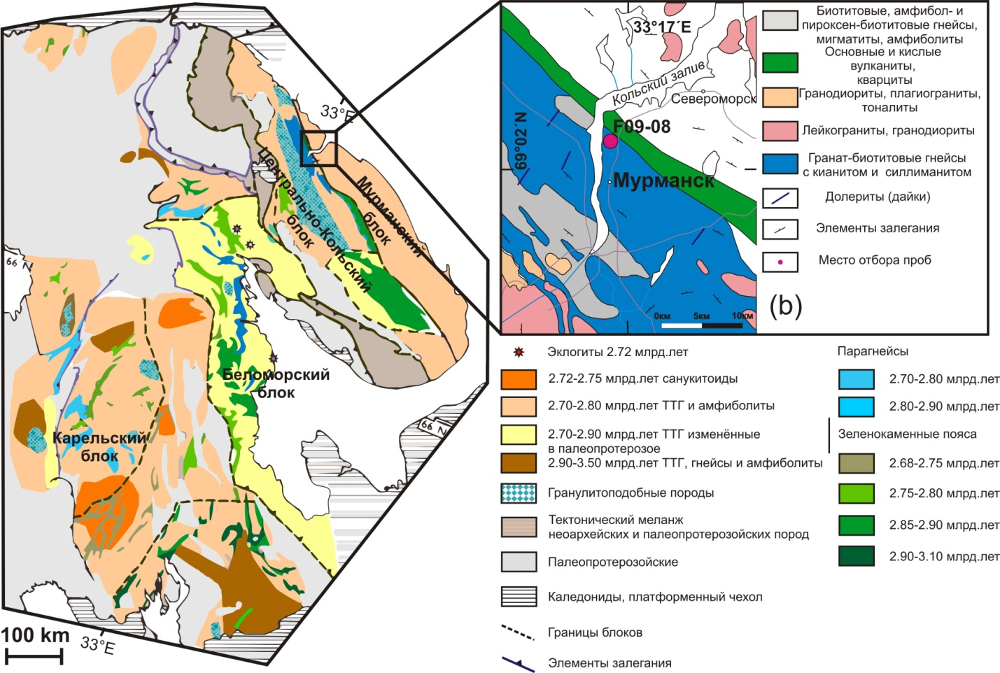 33°E
66 N
Центрально-Кольский
блок
Мурманский
блок
Беломорский
блок
Карельский
блок
66 N
100 km
33°E
33°17´E
69°02´N
Кольский залив
Североморск
F09-08
Мурманск
0км 5км 10км
(b)
Биотитовые, амфибол- и
пироксен-биотитовые гнейсы,
мигматиты, амфиболиты
Основные и кислые
вулканиты,
кварциты
Гранодиориты, плагиограниты,
тоналиты
Лейкограниты, гранодиориты
Гранат-биотитовые гнейсы
с кианитом и силлиманитом
Долериты (дайки)
Элементы залегания
Место отбора проб
Эклогиты 2.72 млрд.лет
2.72-2.75 млрд.лет санукитоиды
2.70-2.80 млрд.лет ТТГ и амфиболиты
2.70-2.90 млрд.лет ТТГ изменённые
в палеопротерозое
2.90-3.50 млрд.лет ТТГ, гнейсы и амфиболиты
Гранулитоподобные породы
Тектонический меланж
неоархейских и палеопротерозойских пород
Палеопротерозойские
Каледониды, платформенный чехол
Границы блоков
Элементы залегания
Парагнейсы
2.70-2.80 млрд.лет
2.80-2.90 млрд.лет
Зеленокаменные пояса
2.68-2.75 млрд.лет
2.75-2.80 млрд.лет
2.85-2.90 млрд.лет
2.90-3.10 млрд.лет